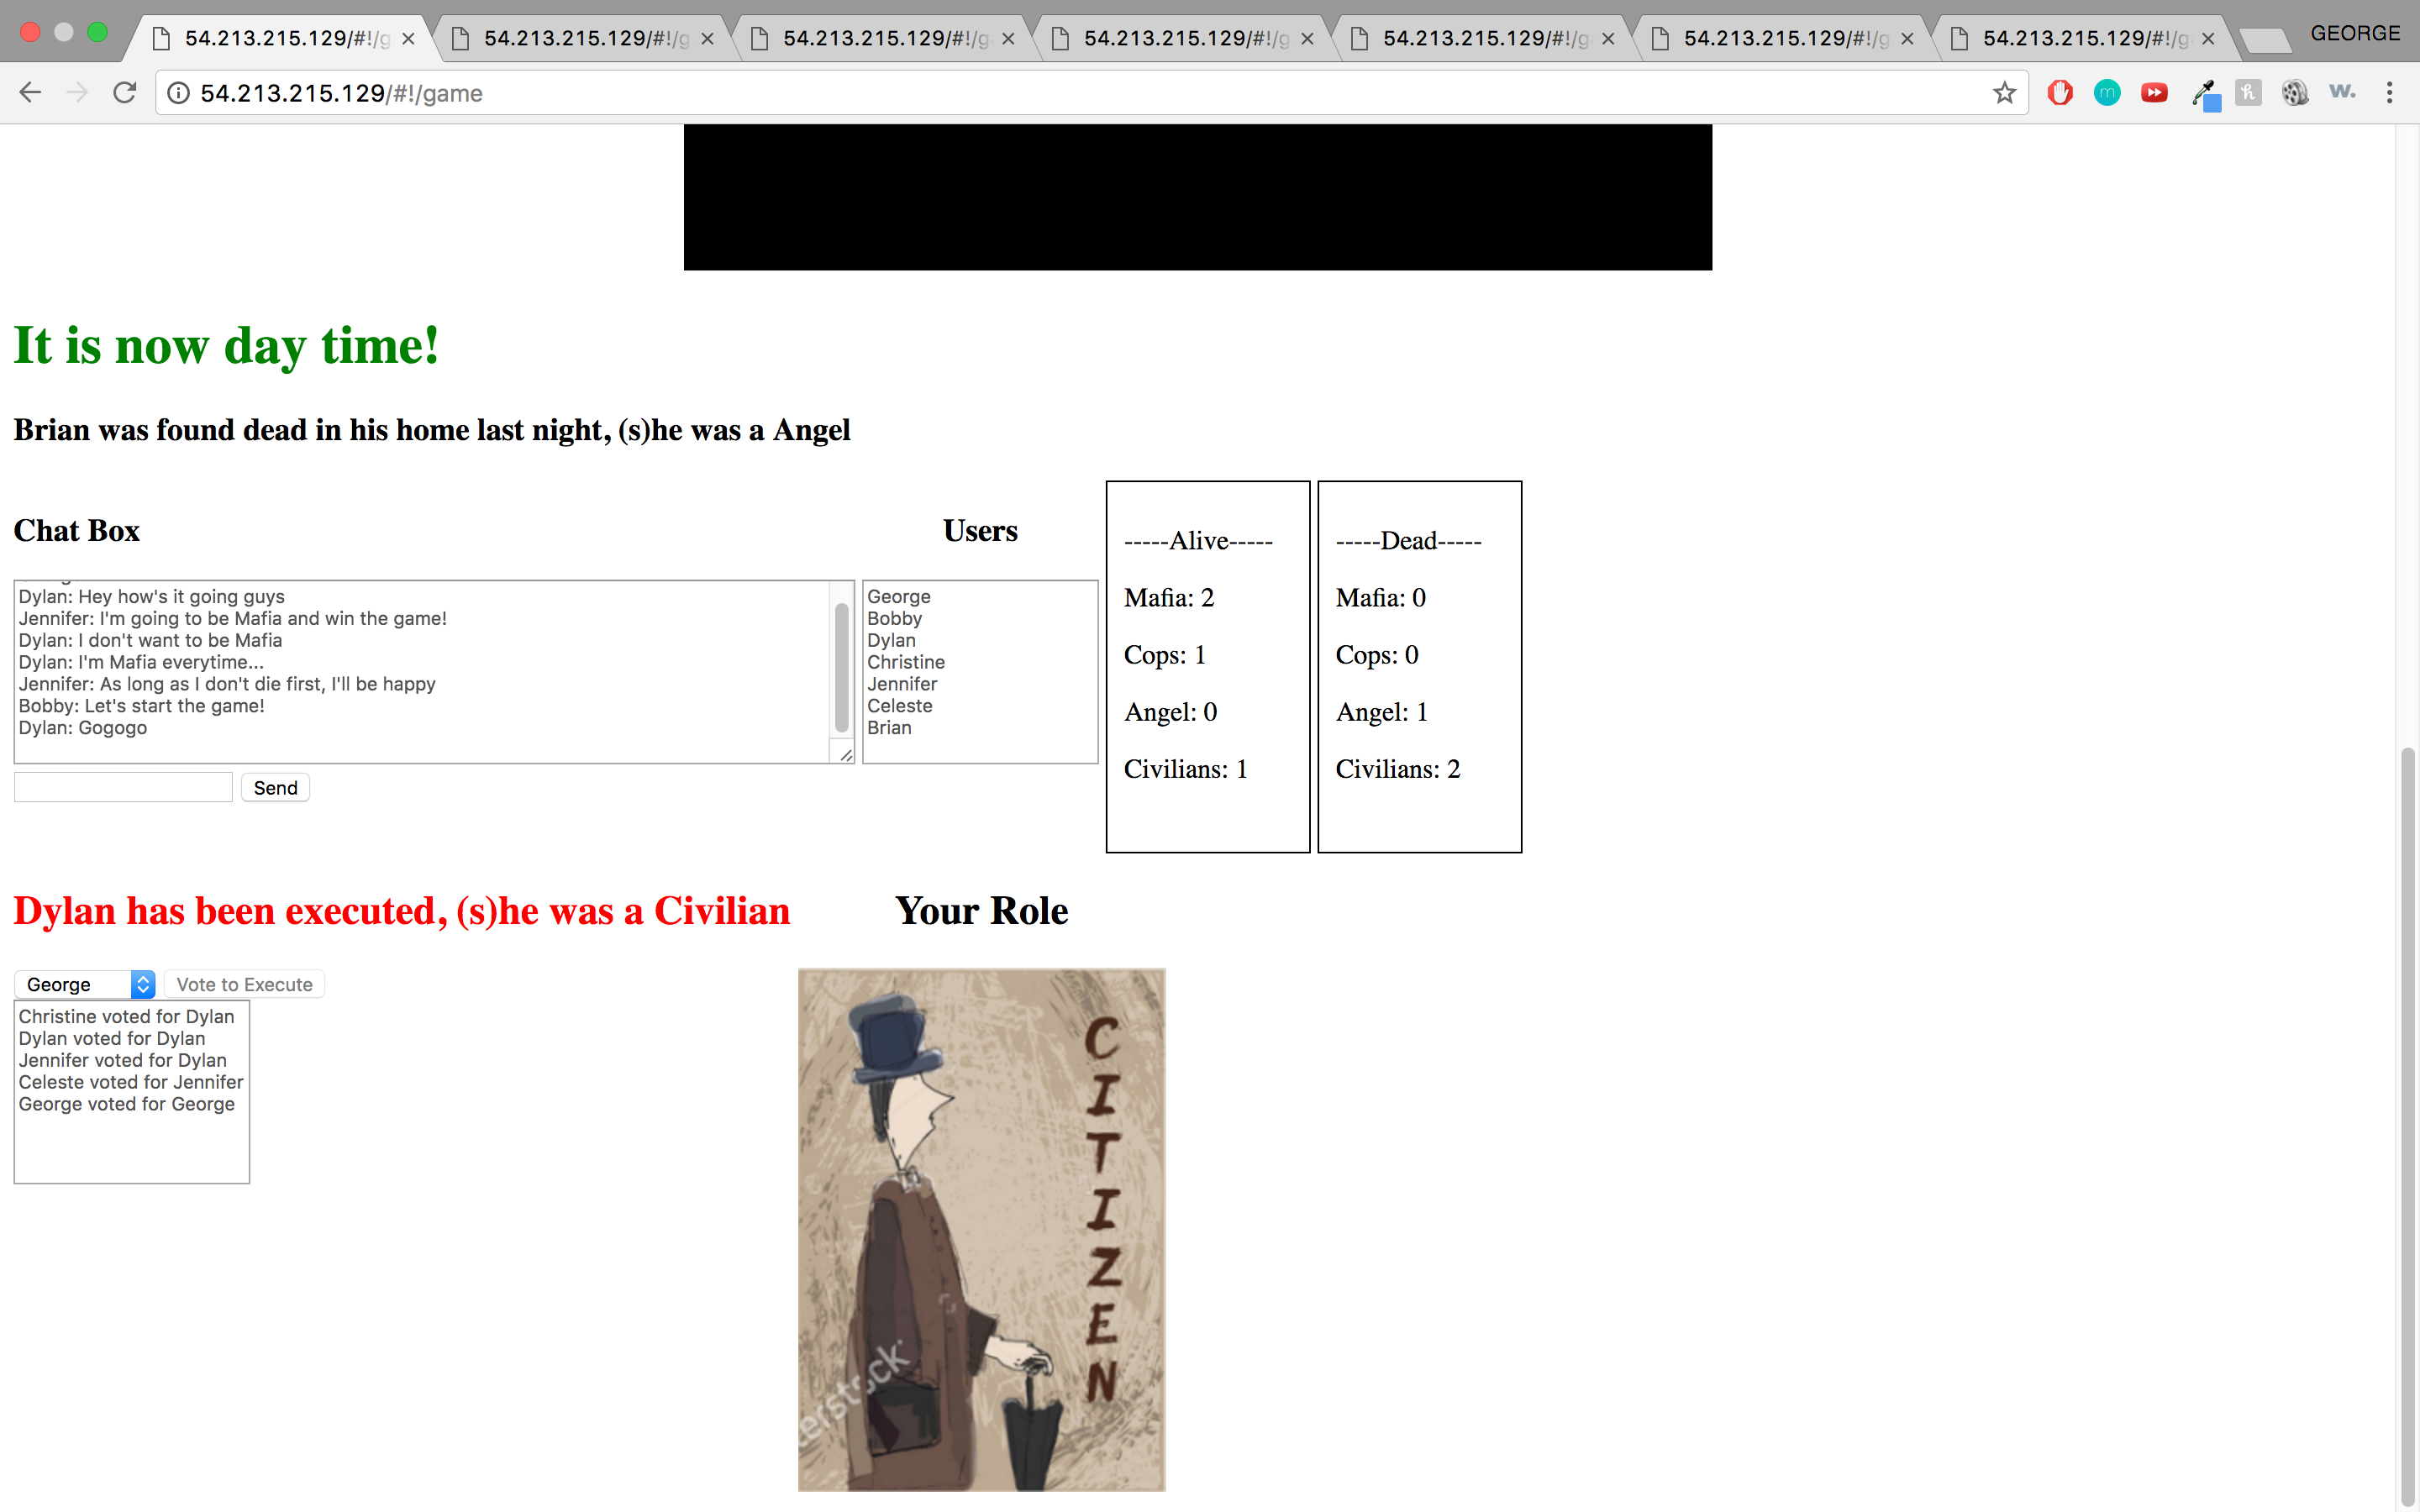 54.213.215.129/#!/g
54.213.215.129/#!/g
54.213.215.129/#!/g
54.213.215.129/#!/g
54.213.215.129/#!/g
54.213.215.129/#!/g
54.213.215.129/#!/g
GEORGE
54.213.215.129/#!/game
m
h
w.
It is now day time!
Brian was found dead in his home last night, (s)he was a Angel
Chat Box
Dylan: Hey how's it going guys
Jennifer: I'm going to be Mafia and win the game!
Dylan: I don't want to be Mafia
Dylan: I'm Mafia everytime...
Jennifer: As long as I don't die first, I'll be happy
Bobby: Let's start the game!
Dylan: Gogogo
Send
Users
George
Bobby
Dylan
Christine
Jennifer
Celeste
Brian
-----Alive-----
Mafia: 2
Cops: 1
Angel: 0
Civilians: 1
-----Dead-----
Mafia: 0
Cops: 0
Angel: 1
Civilians: 2
Dylan has been executed, (s)he was a Civilian
George
Vote to Execute
Christine voted for Dylan
Dylan voted for Dylan
Jennifer voted for Dylan
Celeste voted for Jennifer
George voted for George
Your Role
CITIZEN
erstock